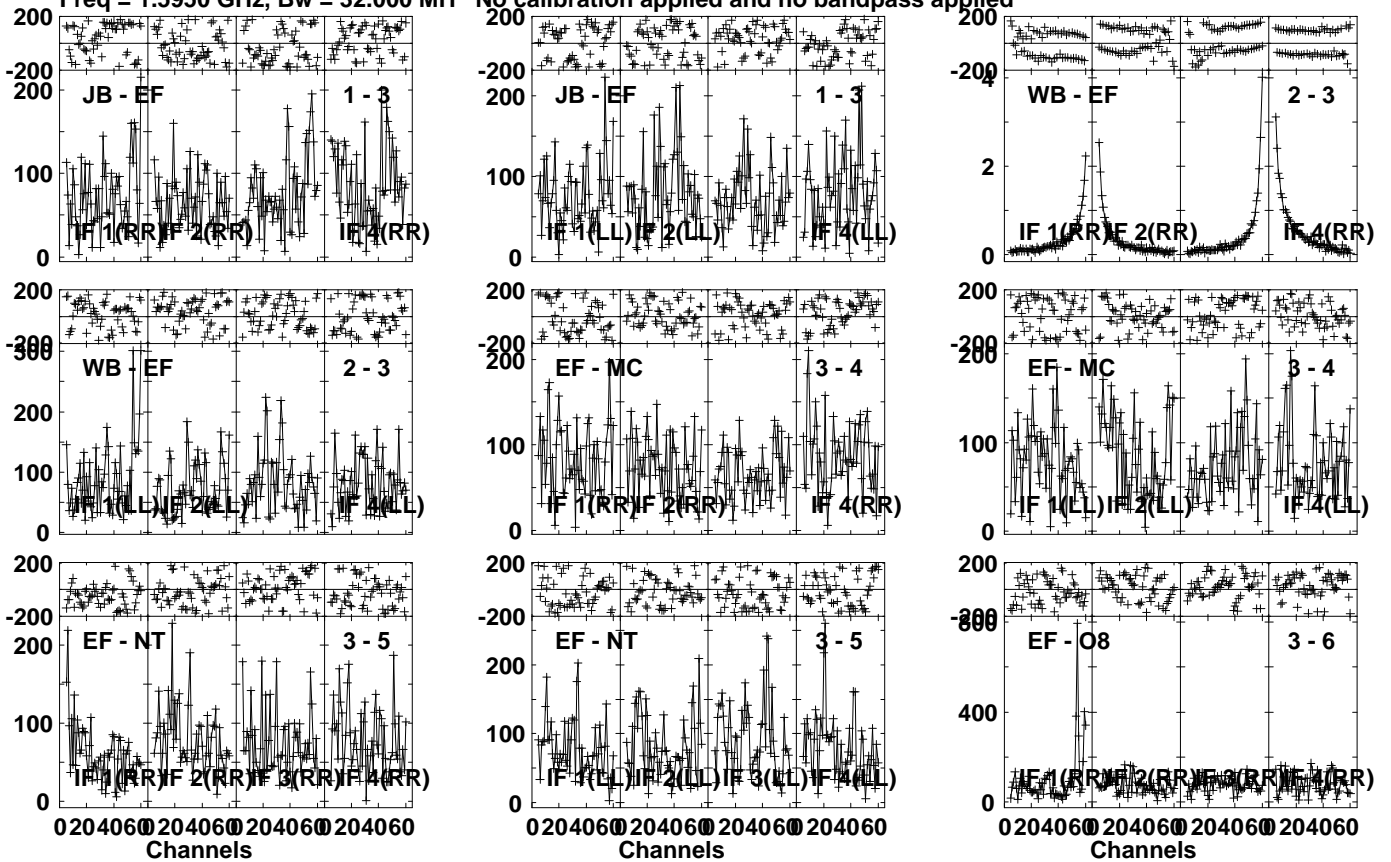 Freq = 1.5950 GHz, Bw = 32.000 MH No calibration applied and no bandpass applied
200
-200
200
100
0
JB - EF 1 - 3
IF 1(RR) IF 2(RR) IF 4(RR)
200
-200
200
100
0
JB - EF 1 - 3
IF 1(LL) IF 2(LL) IF 4(LL)
200
-200
4
2
0
WB - EF 2 - 3
IF 1(RR) IF 2(RR) IF 4(RR)
200
-200
300
200
100
0
WB - EF 2 - 3
IF 1(LL) IF 2(LL) IF 4(LL)
200
-200
200
100
0
EF - MC 3 - 4
IF 1(RR) IF 2(RR) IF 4(RR)
200
-200
200
100
0
EF - MC 3 - 4
IF 1(LL) IF 2(LL) IF 4(LL)
200
-200
200
100
0
EF - NT 3 - 5
IF 1(RR) IF 2(RR) IF 3(RR) IF 4(RR)
0 20 40 60 0 20 40 60 0 20 40 60 0 20 40 60
Channels
200
-200
200
100
0
EF - NT 3 - 5
IF 1(LL) IF 2(LL) IF 3(LL) IF 4(LL)
0 20 40 60 0 20 40 60 0 20 40 60 0 20 40 60
Channels
200
-200
800
400
0
EF - O8 3 - 6
IF 1(RR) IF 2(RR) IF 3(RR) IF 4(RR)
0 20 40 60 0 20 40 60 0 20 40 60 0 20 40 60
Channels